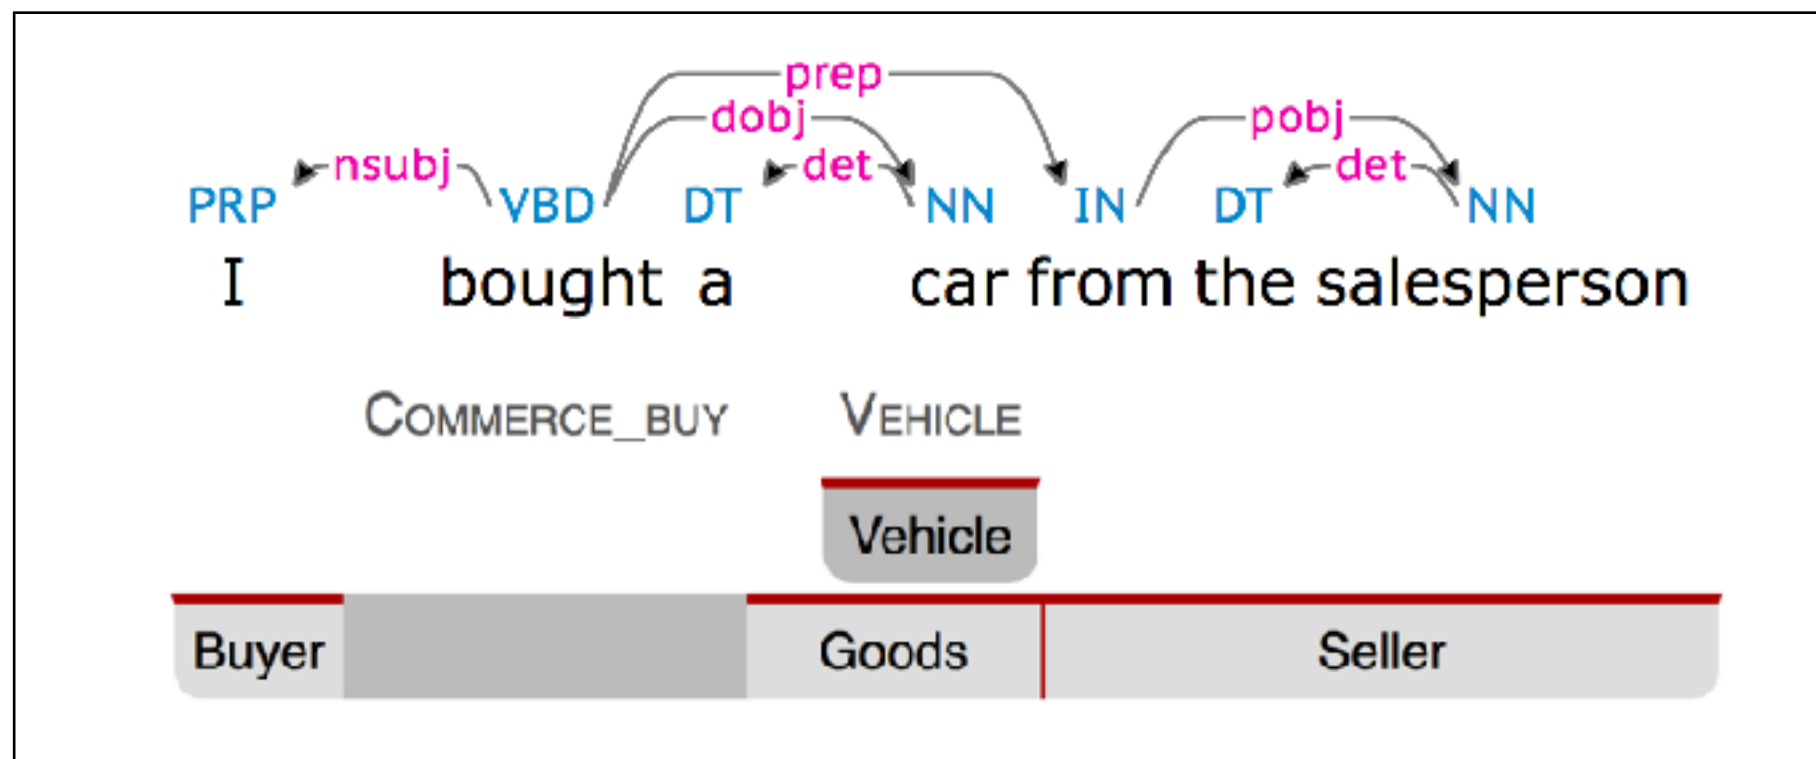 prep
dobj pobj
nsubj det det
PRP VBD DT NN IN DT NN
I bought a car from the salesperson
COMMERCE_BUY VEHICLE
Vehicle
Buyer Goods Seller